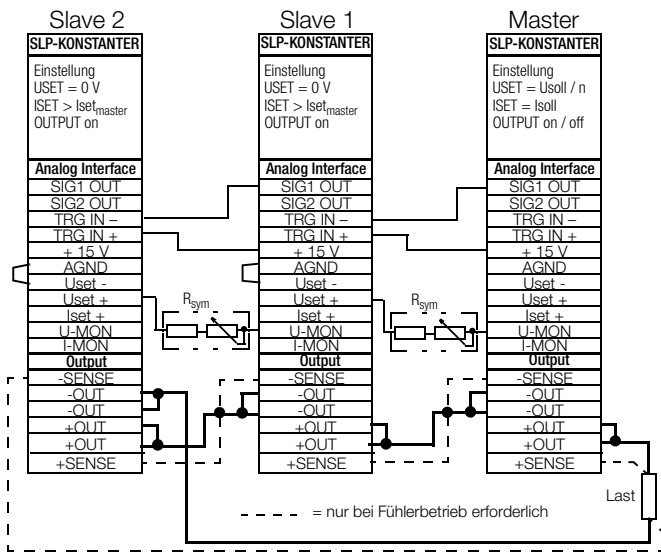 Slave 2
SLP-KONSTANTER
Einstellung
USET = 0 V
ISET > Iset_master
OUTPUT on
Analog Interface
SIG1 OUT
SIG2 OUT
TRG IN –
TRG IN +
+ 15 V
AGND
Uset -
Uset +
Iset +
U-MON
I-MON
Output
-SENSE
-OUT
-OUT
+OUT
+OUT
+SENSE
R_sym
Slave 1
SLP-KONSTANTER
Einstellung
USET = 0 V
ISET > Iset_master
OUTPUT on
Analog Interface
SIG1 OUT
SIG2 OUT
TRG IN –
TRG IN +
+ 15 V
AGND
Uset -
Uset +
Iset +
U-MON
I-MON
Output
-SENSE
-OUT
-OUT
+OUT
+OUT
+SENSE
R_sym
Master
SLP-KONSTANTER
Einstellung
USET = Usoll / n
ISET = Isoll
OUTPUT on / off
Analog Interface
SIG1 OUT
SIG2 OUT
TRG IN –
TRG IN +
+ 15 V
AGND
Uset -
Uset +
Iset +
U-MON
I-MON
Output
-SENSE
-OUT
-OUT
+OUT
+OUT
+SENSE
Last
= nur bei Fühlerbetrieb erforderlich